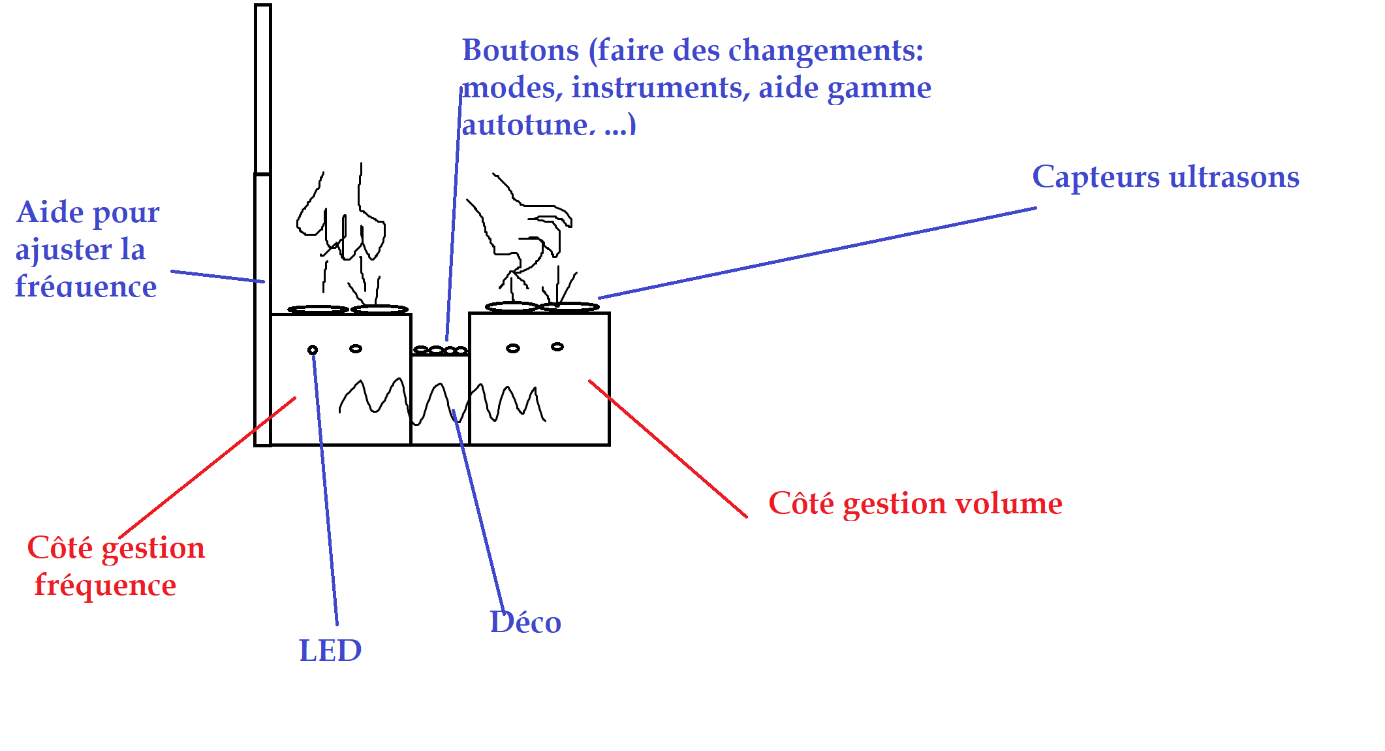 Boutons (faire des changements:
modes, instruments, aide gamme
autotune, ...)
Capteurs ultrasons
Aide pour
ajuster la
fréquence
Côté gestion volume
Côté gestion
fréquence
Déco
LED